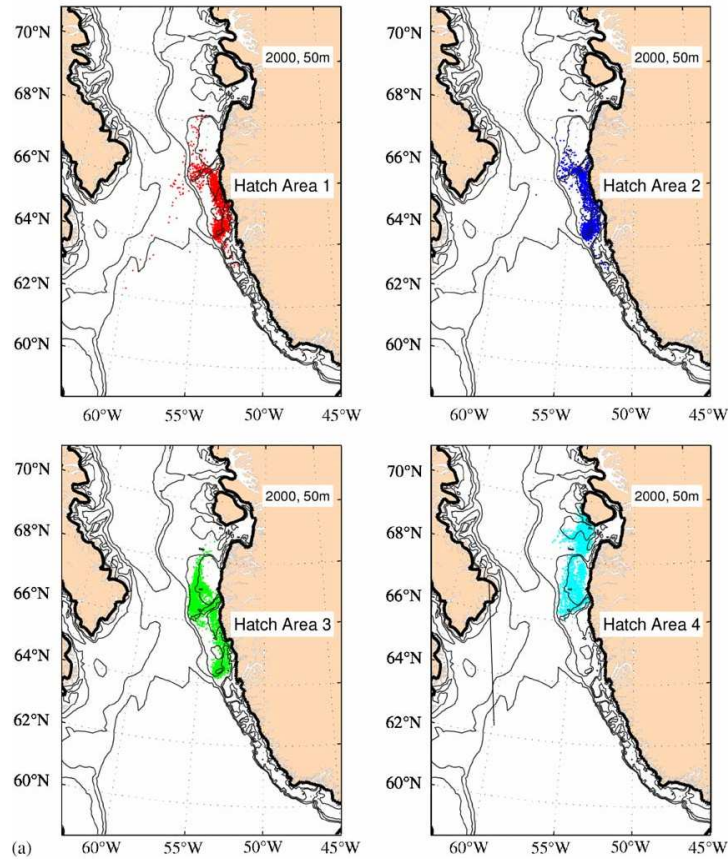 70°N 70°N
2000, 50m 2000, 50m
68°N 68°N
66°N 66°N
Hatch Area 1 Hatch Area 2
64°N 64°N
62°N 62°N
60°N 60°N
60°W 55°W 50°W 45°W 60°W 55°W 50°W 45°W
70°N 70°N
2000, 50m 2000, 50m
68°N 68°N
66°N 66°N
Hatch Area 3 Hatch Area 4
64°N 64°N
62°N 62°N
60°N 60°N
(a) 60°W 55°W 50°W 45°W 60°W 55°W 50°W 45°W